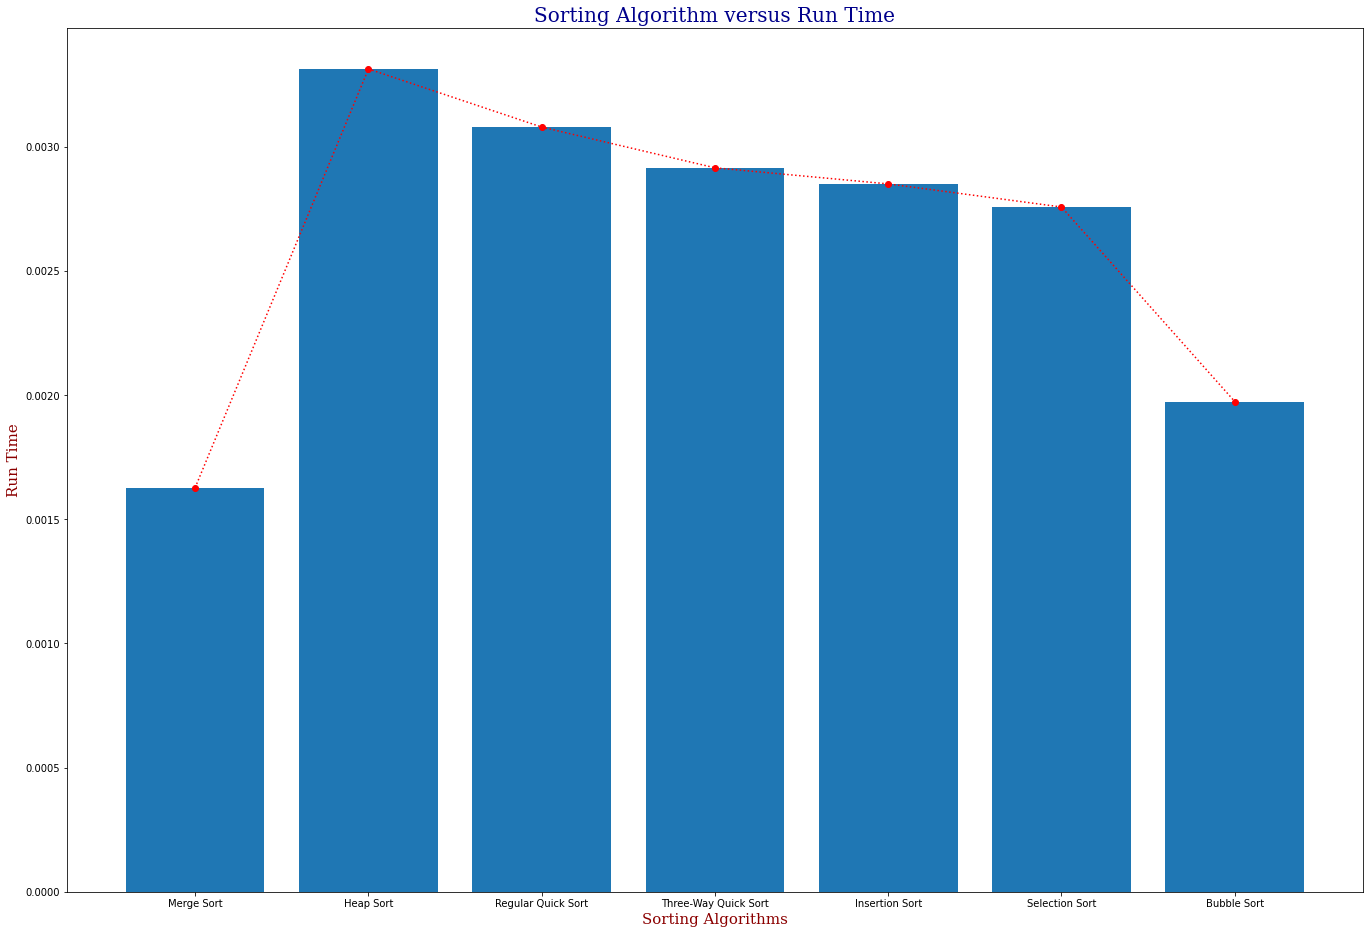 Sorting Algorithm versus Run Time
Run Time
0.0030
0.0025
0.0020
0.0015
0.0010
0.0005
0.0000
Merge Sort
Heap Sort
Regular Quick Sort
Three-Way Quick Sort
Insertion Sort
Selection Sort
Bubble Sort
Sorting Algorithms